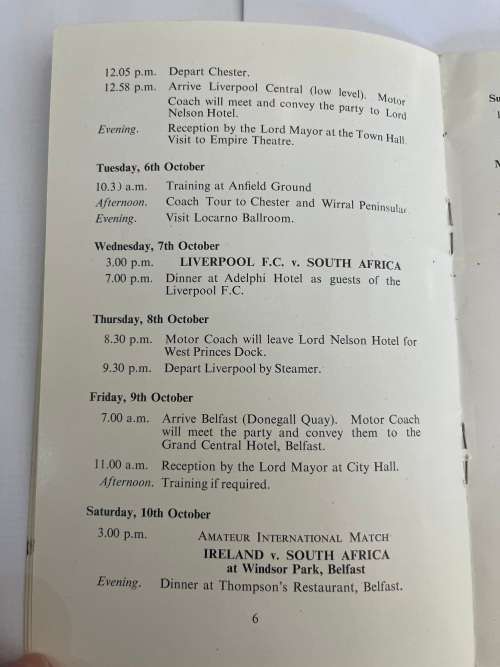 12.05 p.m. Depart Chester.
12.58 p.m. Arrive Liverpool Central (low level). Motor
Coach will meet and convey the party to Lord
Nelson Hotel.
Evening. Reception by the Lord Mayor at the Town Hall.
Visit to Empire Theatre.
Tuesday, 6th October
10.3) a.m. Training at Anfield Ground
Afternoon. Coach Tour to Chester and Wirral Peninsular
Evening. Visit Locarno Ballroom.
Wednesday, 7th October
3.00 p.m. LIVERPOOL F.C. v. SOUTH AFRICA
7.00 p.m. Dinner at Adelphi Hotel as guests of the
Liverpool F.C.
Thursday, 8th October
8.30 p.m. Motor Coach will leave Lord Nelson Hotel for
West Princes Dock.
9.30 p.m. Depart Liverpool by Steamer.
Friday, 9th October
7.00 a.m. Arrive Belfast (Donegall Quay). Motor Coach
will meet the party and convey them to the
Grand Central Hotel, Belfast.
11.00 a.m. Reception by the Lord Mayor at City Hall.
Afternoon. Training if required.
Saturday, 10th October
3.00 p.m. AMATEUR INTERNATIONAL MATCH
IRELAND v. SOUTH AFRICA
at Windsor Park, Belfast
Evening. Dinner at Thompson's Restaurant, Belfast.
6
Su